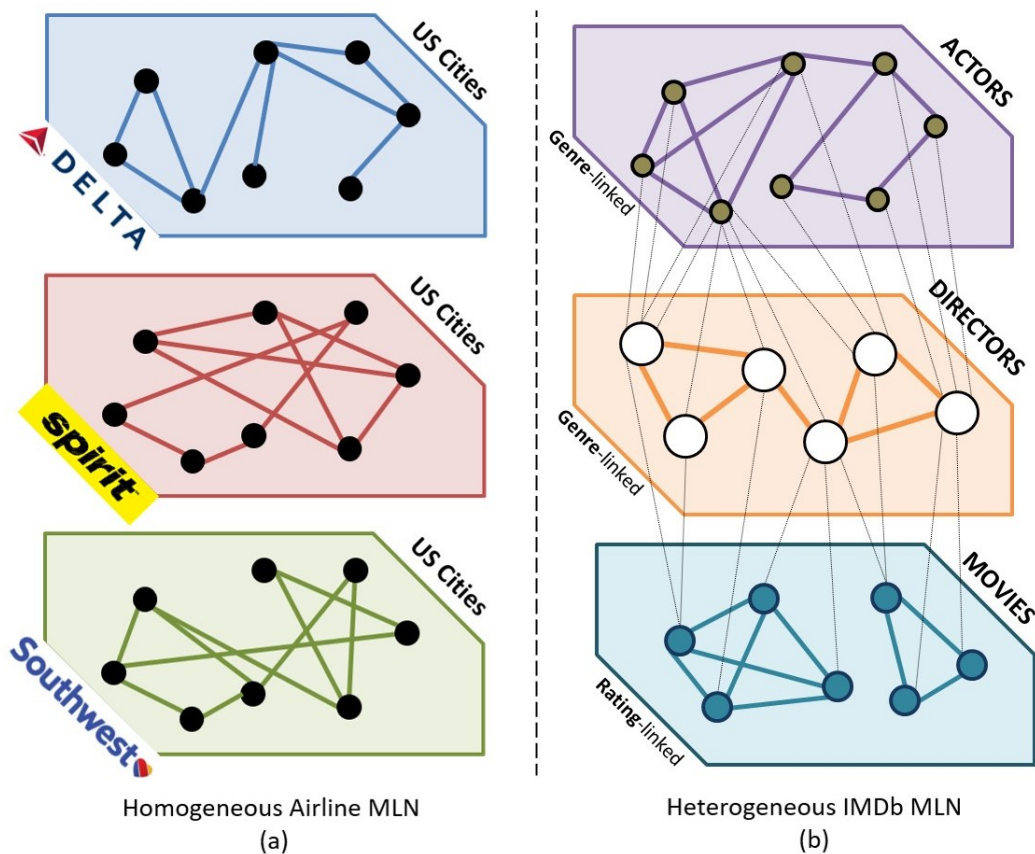 US Cities
DELTA
US Cities
spirit
US Cities
Southwest
Homogeneous Airline MLN
(a)
ACTORS
Genre-linked
DIRECTORS
Genre-linked
MOVIES
Rating-linked
Heterogeneous IMDb MLN
(b)